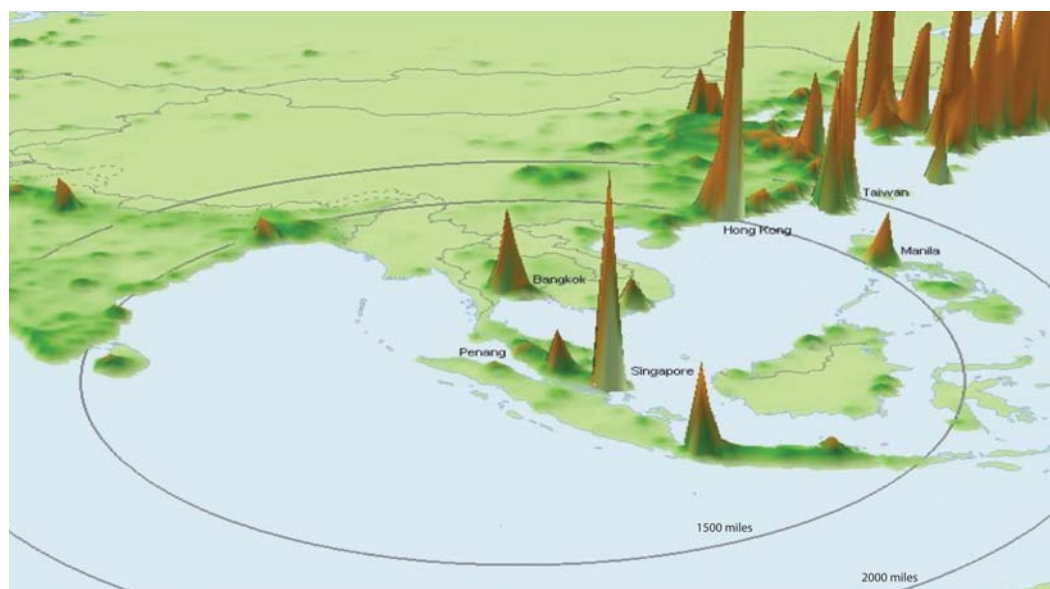 Taiwan
Hong Kong
Manila
Bangkok
Penang
Singapore
1500 miles
2000 miles